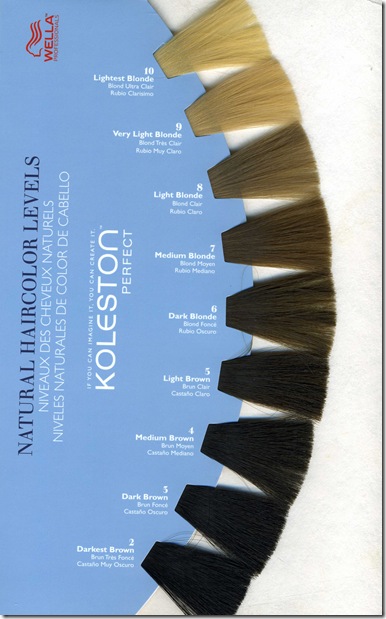 WELLA
PROFESSIONALS
NATURAL HAIRCOLOR LEVELS
NIVEAUX DES CHEVEUX NATURELS
NIVELES NATURALES DE COLOR DE CABELLO
IF YOU CAN IMAGINE IT, YOU CAN CREATE IT.
KOLESTON™
PERFECT
10
Lightest Blonde
Blond Ultra Clair
Rubio Clarísimo
9
Very Light Blonde
Blond Très Clair
Rubio Muy Claro
8
Light Blonde
Blond Clair
Rubio Claro
7
Medium Blonde
Blond Moyen
Rubio Mediano
6
Dark Blonde
Blond Foncé
Rubio Oscuro
5
Light Brown
Brun Clair
Castaño Claro
4
Medium Brown
Brun Moyen
Castaño Mediano
3
Dark Brown
Brun Foncé
Castaño Oscuro
2
Darkest Brown
Brun Très Foncé
Castaño Muy Oscuro